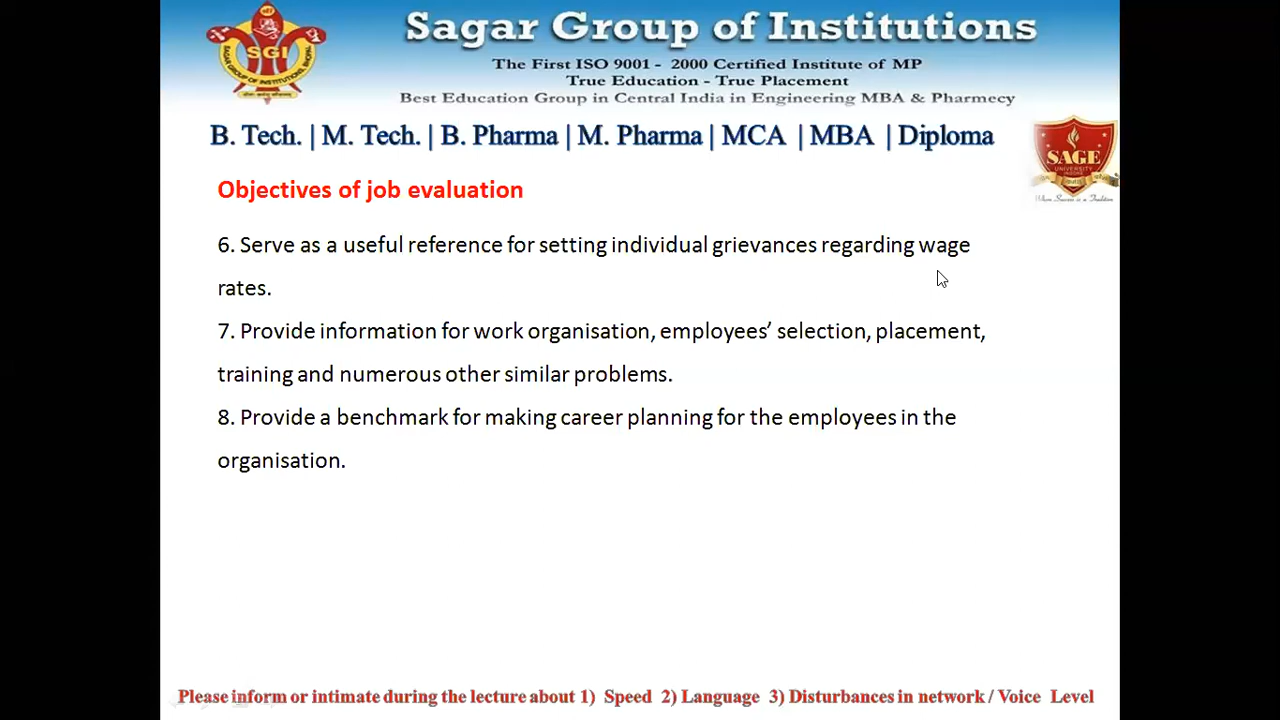 Sagar Group of Institutions
SGI
The First ISO 9001 - 2000 Certified Institute of MP
True Education - True Placement
Best Education Group in Central India in Engineering MBA & Pharmecy
B. Tech. | M. Tech. | B. Pharma | M. Pharma | MCA | MBA | Diploma
SAGE
UNIVERSITY
Objectives of job evaluation
6. Serve as a useful reference for setting individual grievances regarding wage
rates.
7. Provide information for work organisation, employees’ selection, placement,
training and numerous other similar problems.
8. Provide a benchmark for making career planning for the employees in the
organisation.
Please inform or intimate during the lecture about 1) Speed 2) Language 3) Disturbances in network / Voice Level